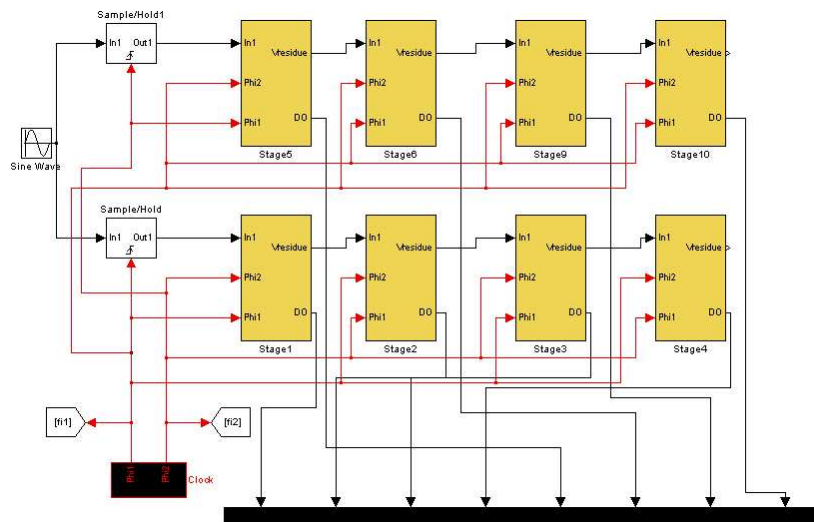 Sample/Hold1
In1 Out1
In1 Vresidue Phi2 Phi1 D0
In1 Vresidue Phi2 Phi1 D0
In1 Vresidue Phi2 Phi1 D0
In1 Vresidue Phi2 Phi1 D0
Stage5 Stage6 Stage9 Stage10
Sine Wave
Sample/Hold
In1 Out1
In1 Vresidue Phi2 Phi1 D0
In1 Vresidue Phi2 Phi1 D0
In1 Vresidue Phi2 Phi1 D0
In1 Vresidue Phi2 Phi1 D0
Stage1 Stage2 Stage3 Stage4
[fi1] [fi2]
Phi1 Phi2 Clock